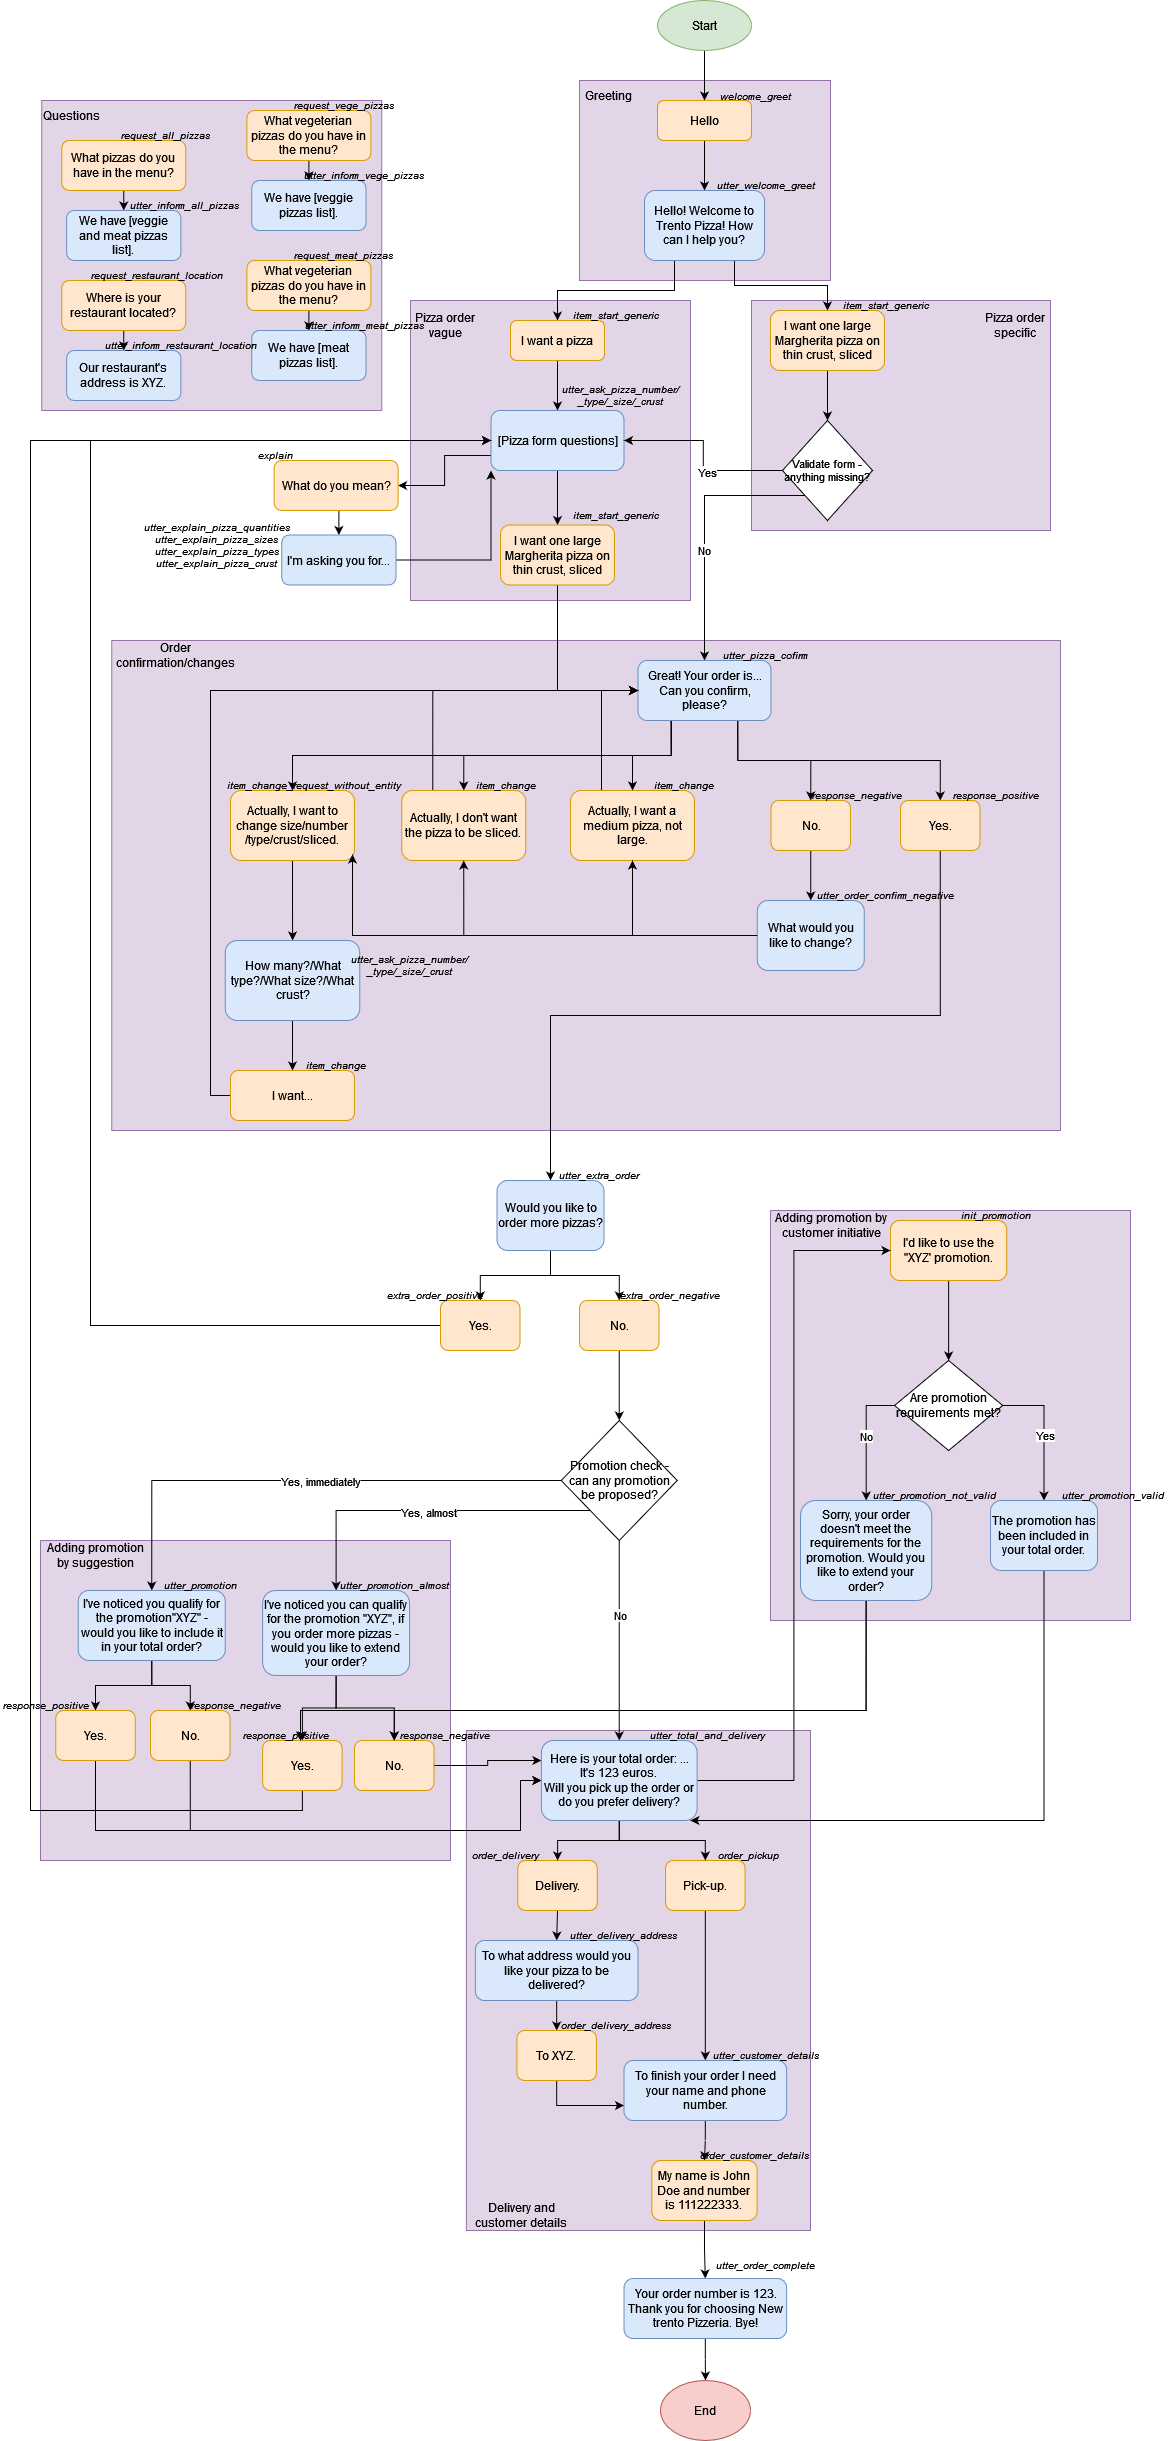 Start
Greeting
welcome_greet
Hello
utter_welcome_greet
Hello! Welcome to
Trento Pizza! How
can I help you?
Questions
request_vege_pizzas
What vegeterian
pizzas do you have in
the menu?
request_all_pizzas
What pizzas do you
have in the menu?
utter_inform_vege_pizzas
We have [veggie
pizzas list].
utter_inform_all_pizzas
We have [veggie
and meat pizzas
list].
request_meat_pizzas
What vegeterian
pizzas do you have in
the menu?
request_restaurant_location
Where is your
restaurant located?
utter_inform_meat_pizzas
We have [meat
pizzas list].
utter_inform_restaurant_location
Our restaurant's
address is XYZ.
Pizza order
vague
item_start_generic
I want a pizza
utter_ask_pizza_number/
_type/_size/_crust
[Pizza form questions]
explain
What do you mean?
utter_explain_pizza_quantities
utter_explain_pizza_sizes
utter_explain_pizza_types
utter_explain_pizza_crust
I'm asking you for...
item_start_generic
I want one large
Margherita pizza on
thin crust, sliced
Pizza order
specific
item_start_generic
I want one large
Margherita pizza on
thin crust, sliced
Validate form -
anything missing?
Yes
No
Order
confirmation/changes
utter_pizza_cofirm
Great! Your order is...
Can you confirm,
please?
item_change_request_without_entity
Actually, I want to
change size/number
/type/crust/sliced.
item_change
Actually, I don't want
the pizza to be sliced.
item_change
Actually, I want a
medium pizza, not
large.
response_negative
No.
response_positive
Yes.
utter_order_confirm_negative
What would you
like to change?
utter_ask_pizza_number/
_type/_size/_crust
How many?/What
type?/What size?/What
crust?
item_change
I want...
utter_extra_order
Would you like to
order more pizzas?
extra_order_positive
Yes.
extra_order_negative
No.
Adding promotion by
customer initiative
init_promotion
I'd like to use the
"XYZ' promotion.
Are promotion
requirements met?
No
Yes
utter_promotion_not_valid
Sorry, your order
doesn't meet the
requirements for the
promotion. Would you
like to extend your
order?
utter_promotion_valid
The promotion has
been included in
your total order.
Promotion check -
can any promotion
be proposed?
Yes, immediately
Yes, almost
No
Adding promotion
by suggestion
utter_promotion
I've noticed you qualify for
the promotion"XYZ" -
would you like to include it
in your total order?
utter_promotion_almost
I've noticed you can qualify
for the promotion "XYZ", if
you order more pizzas -
would you like to extend
your order?
response_positive
Yes.
response_negative
No.
response_positive
Yes.
response_negative
No.
utter_total_and_delivery
Here is your total order: ...
It's 123 euros.
Will you pick up the order or
do you prefer delivery?
order_delivery
Delivery.
order_pickup
Pick-up.
utter_delivery_address
To what address would you
like your pizza to be
delivered?
order_delivery_address
To XYZ.
utter_customer_details
To finish your order I need
your name and phone
number.
order_customer_details
My name is John
Doe and number
is 111222333.
Delivery and
customer details
utter_order_complete
Your order number is 123.
Thank you for choosing New
trento Pizzeria. Bye!
End